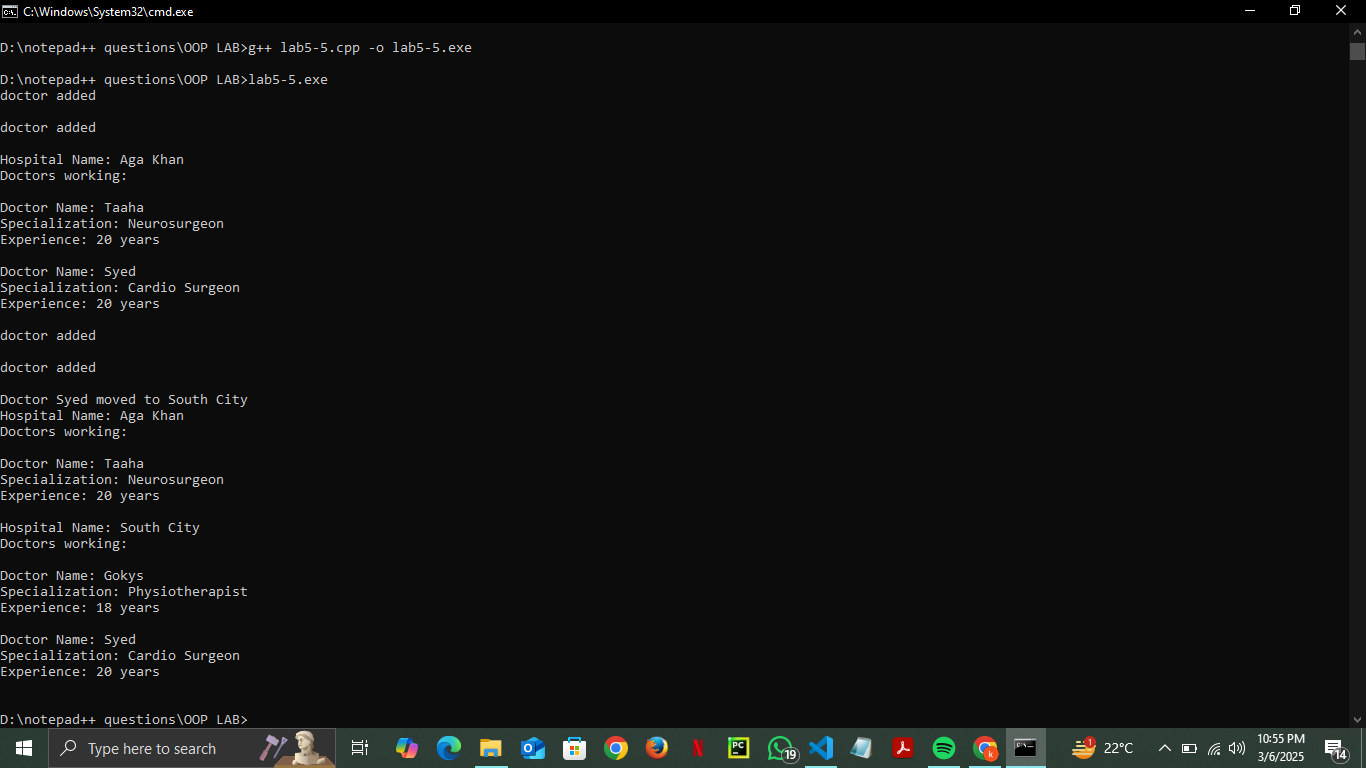 C:\Windows\System32\cmd.exe
D:\notepad++ questions\OOP LAB>g++ lab5-5.cpp -o lab5-5.exe
D:\notepad++ questions\OOP LAB>lab5-5.exe
doctor added
doctor added
Hospital Name: Aga Khan
Doctors working:
Doctor Name: Taaha
Specialization: Neurosurgeon
Experience: 20 years
Doctor Name: Syed
Specialization: Cardio Surgeon
Experience: 20 years
doctor added
doctor added
Doctor Syed moved to South City
Hospital Name: Aga Khan
Doctors working:
Doctor Name: Taaha
Specialization: Neurosurgeon
Experience: 20 years
Hospital Name: South City
Doctors working:
Doctor Name: Gokys
Specialization: Physiotherapist
Experience: 18 years
Doctor Name: Syed
Specialization: Cardio Surgeon
Experience: 20 years
D:\notepad++ questions\OOP LAB>
Type here to search
PC
19
k
C:\.
1
22°C
10:55 PM
3/6/2025
14